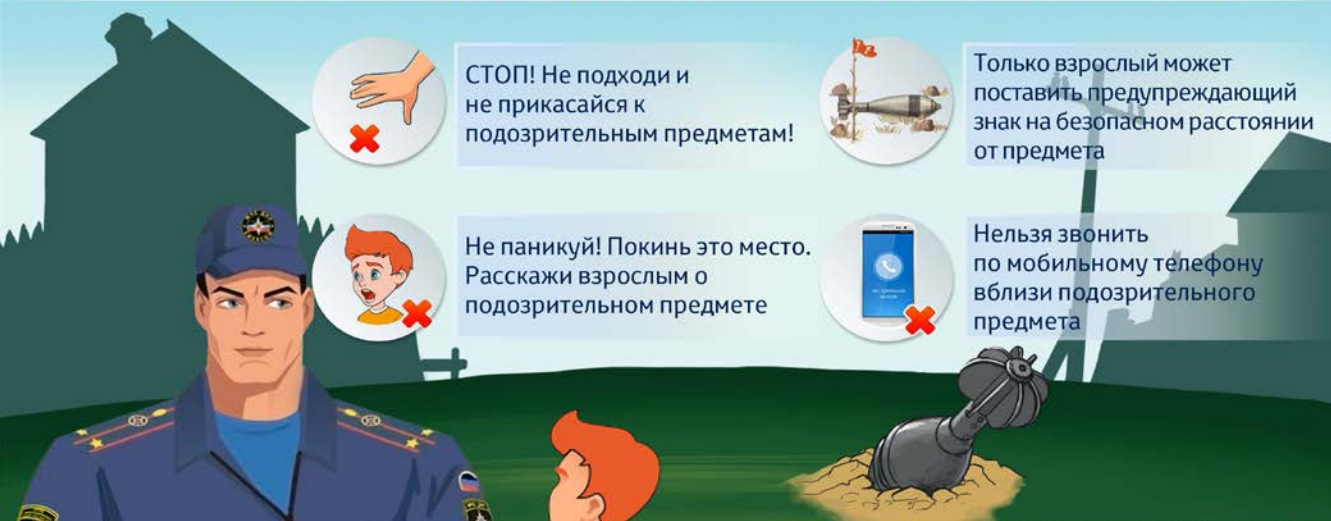 СТОП! Не подходи и
не прикасайся к
подозрительным предметам!
Только взрослый может
поставить предупреждающий
знак на безопасном расстоянии
от предмета
Не паникуй! Покинь это место.
Расскажи взрослым о
подозрительном предмете
Нельзя звонить
по мобильному телефону
вблизи подозрительного
предмета